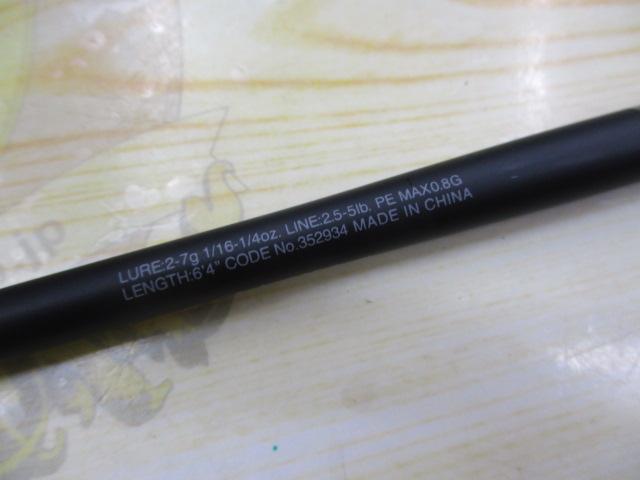 LURE:2-7g 1/16-1/4oz. LINE:2.5-5lb. PE MAX0.8G
LENGTH:6'4" CODE No.352934 MADE IN CHINA
.jp